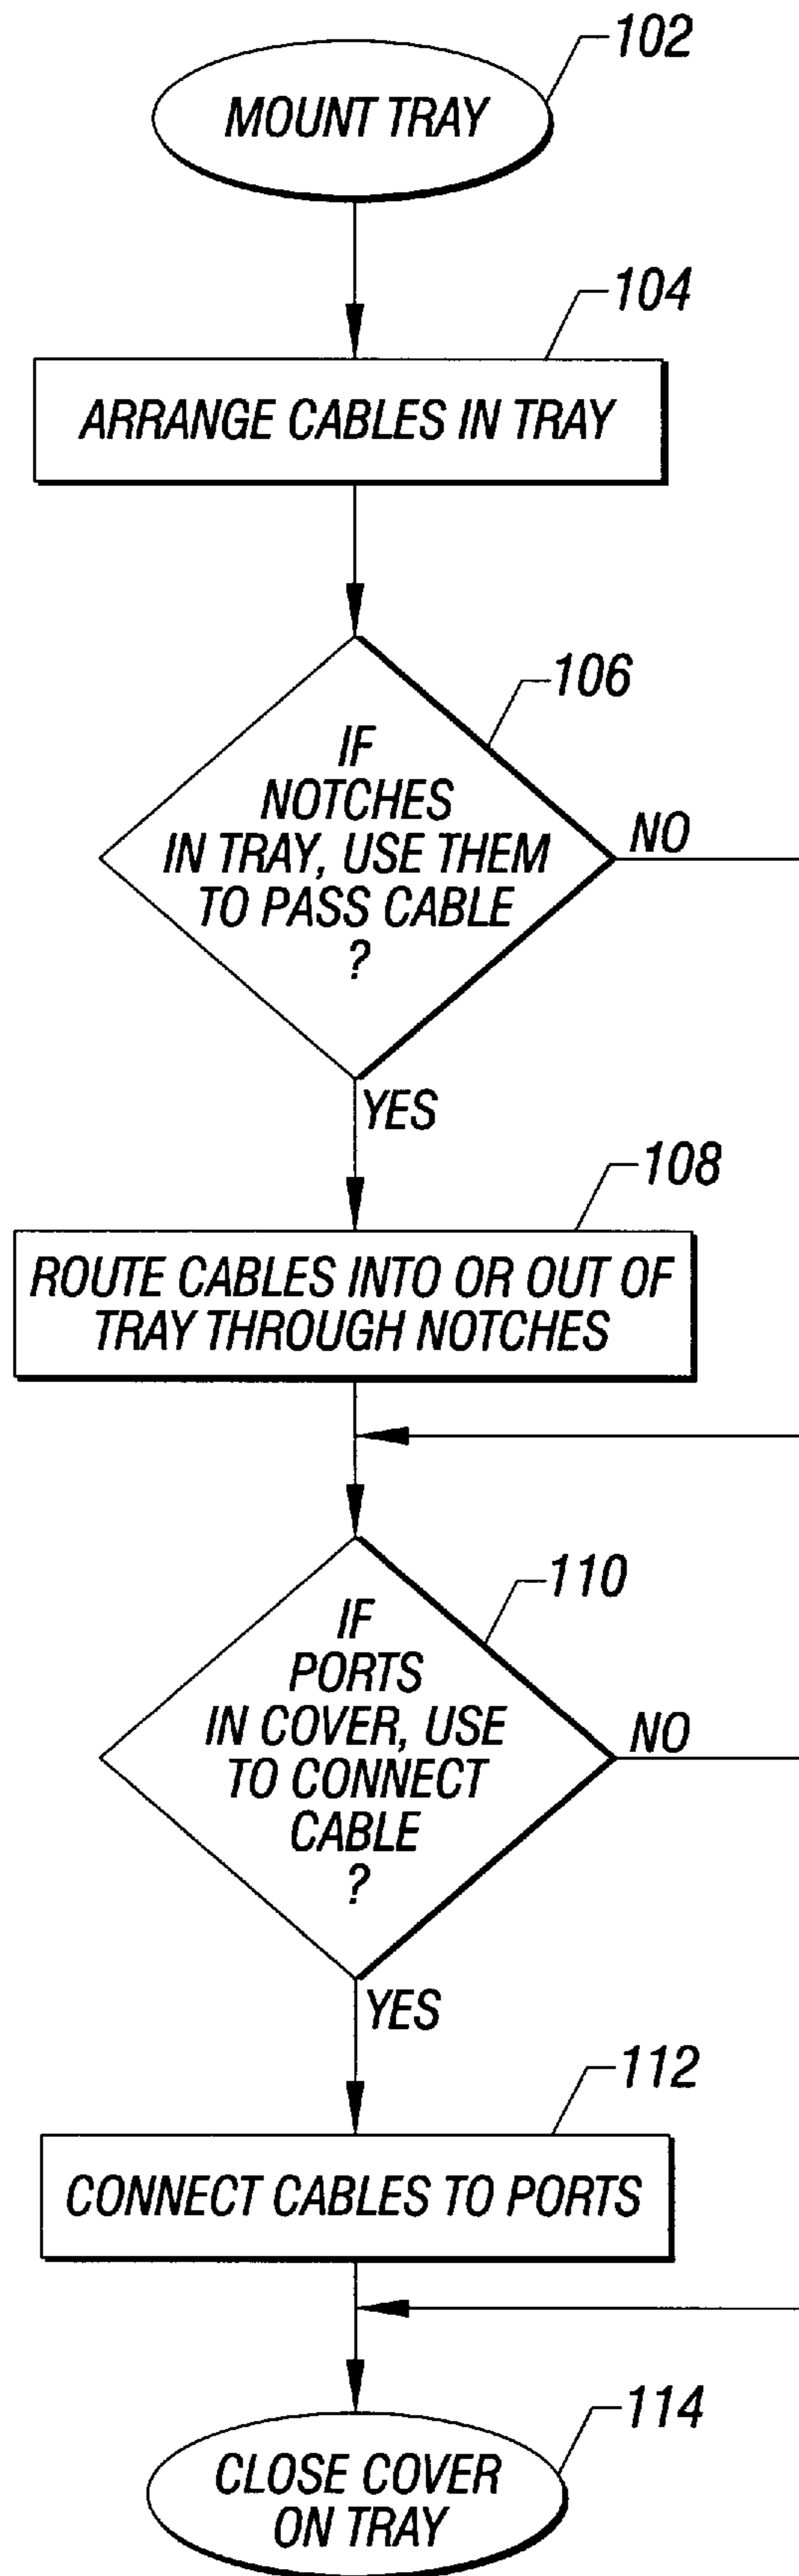 102
MOUNT TRAY
104
ARRANGE CABLES IN TRAY
106
IF
NOTCHES
IN TRAY, USE THEM
TO PASS CABLE
?
NO
YES
108
ROUTE CABLES INTO OR OUT OF
TRAY THROUGH NOTCHES
110
IF
PORTS
IN COVER, USE
TO CONNECT
CABLE
?
NO
YES
112
CONNECT CABLES TO PORTS
114
CLOSE COVER
ON TRAY